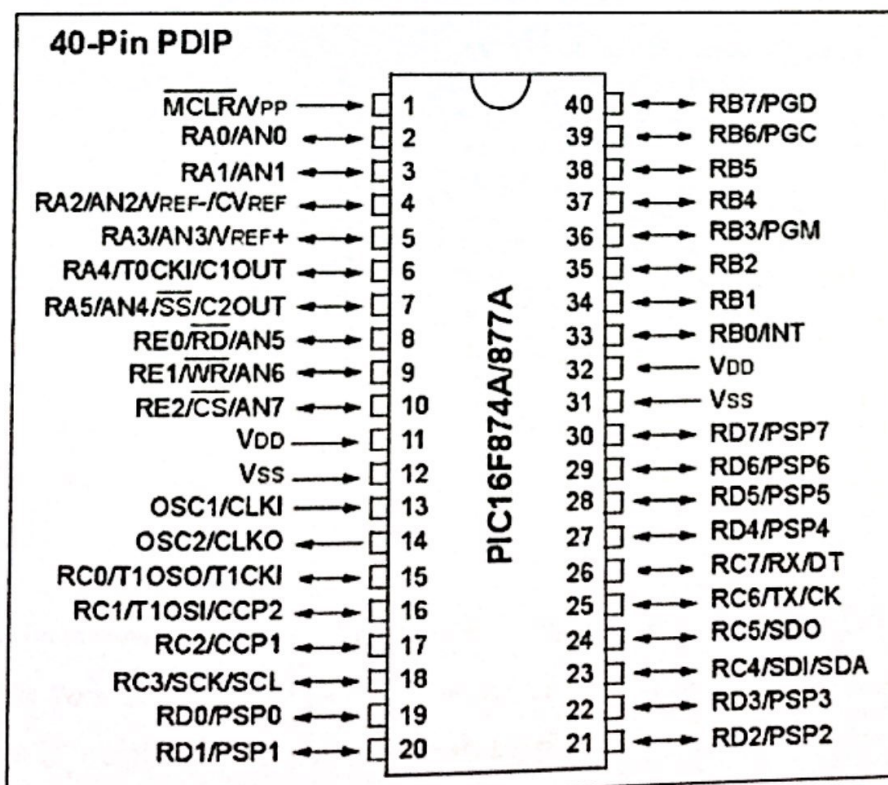 40-Pin PDIP
MCLR/VPP 1
RA0/AN0 2
RA1/AN1 3
RA2/AN2/VREF-/CVREF 4
RA3/AN3/VREF+ 5
RA4/T0CKI/C1OUT 6
RA5/AN4/SS/C2OUT 7
RE0/RD/AN5 8
RE1/WR/AN6 9
RE2/CS/AN7 10
VDD 11
VSS 12
OSC1/CLKI 13
OSC2/CLKO 14
RC0/T1OSO/T1CKI 15
RC1/T1OSI/CCP2 16
RC2/CCP1 17
RC3/SCK/SCL 18
RD0/PSP0 19
RD1/PSP1 20
PIC16F874A/877A
40 RB7/PGD
39 RB6/PGC
38 RB5
37 RB4
36 RB3/PGM
35 RB2
34 RB1
33 RB0/INT
32 VDD
31 VSS
30 RD7/PSP7
29 RD6/PSP6
28 RD5/PSP5
27 RD4/PSP4
26 RC7/RX/DT
25 RC6/TX/CK
24 RC5/SDO
23 RC4/SDI/SDA
22 RD3/PSP3
21 RD2/PSP2